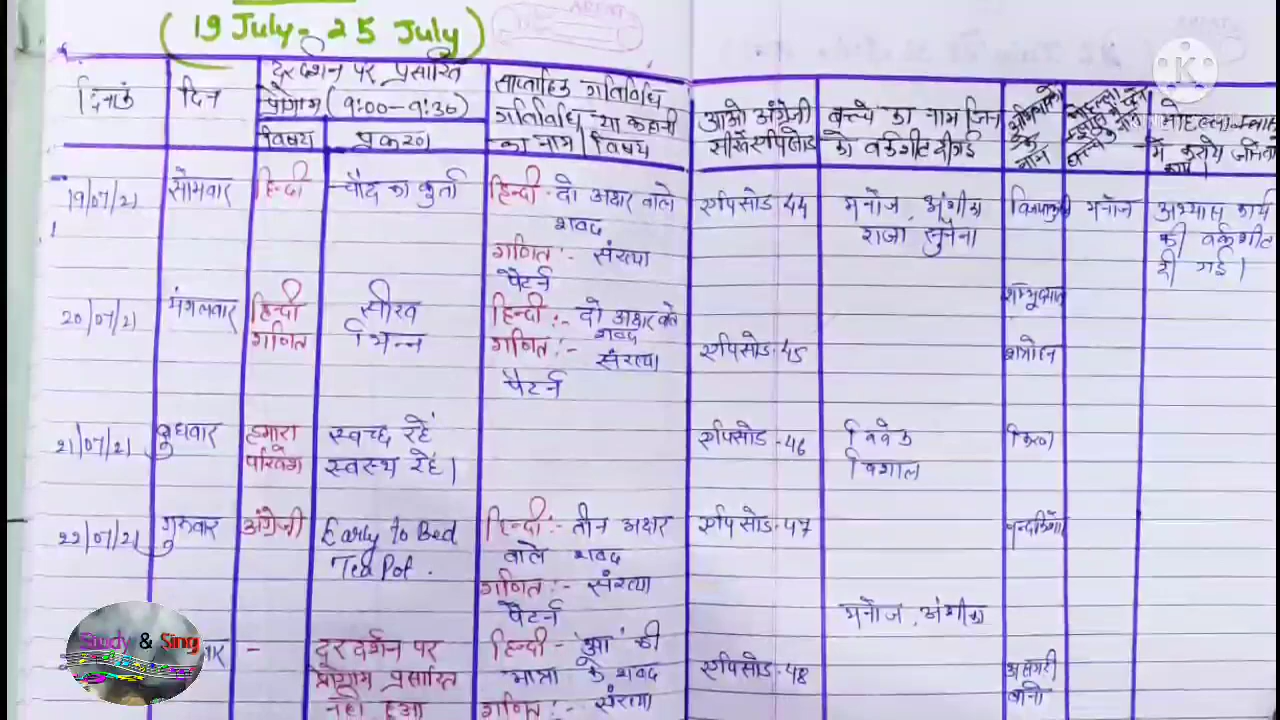 (19 July - 25 July)
दिनांक
दिन
दूरदर्शन पर प्रसारित
प्रोग्राम (9:00-9:30)
विषय
प्रकरण
साप्ताहिक गतिविधि
गतिविधि या कहानी
का नाम / विषय
आओ अंग्रेजी
सीखें एपिसोड
बच्चे का नाम जिन
को वर्कशीट दी गई
19/07/21
सोमवार
हिन्दी
चाँद का कुर्ता
हिन्दी - दो अक्षर वाले
शब्द
गणित :- संख्या
पैटर्न
एपिसोड - 44
मनोज, अंशिका
राजा, सुनैना
मनोज
अभ्यास कार्य
की वर्कशीट
दी गई।
20/07/21
मंगलवार
हिन्दी
गणित
सीख
भिन्न
हिन्दी :- दो अक्षर वाले
शब्द
गणित :-
संख्या
पैटर्न
एपिसोड - 45
21/07/21
बुधवार
हमारा
परिवेश
स्वच्छ रहें
स्वस्थ रहें।
एपिसोड - 46
विवेक
विशाल
22/07/21
गुरुवार
अंग्रेजी
Early to Bed
Tea Pot.
हिन्दी :- तीन अक्षर
वाले शब्द
गणित :- संख्या
पैटर्न
एपिसोड - 47
मनोज, अंशिका
-
दूरदर्शन पर
प्रोग्राम प्रसारित
नहीं हुआ
हिन्दी - 'आ' की
मात्रा के शब्द
गणित :- संख्या
एपिसोड - 48
Study & Sing
K